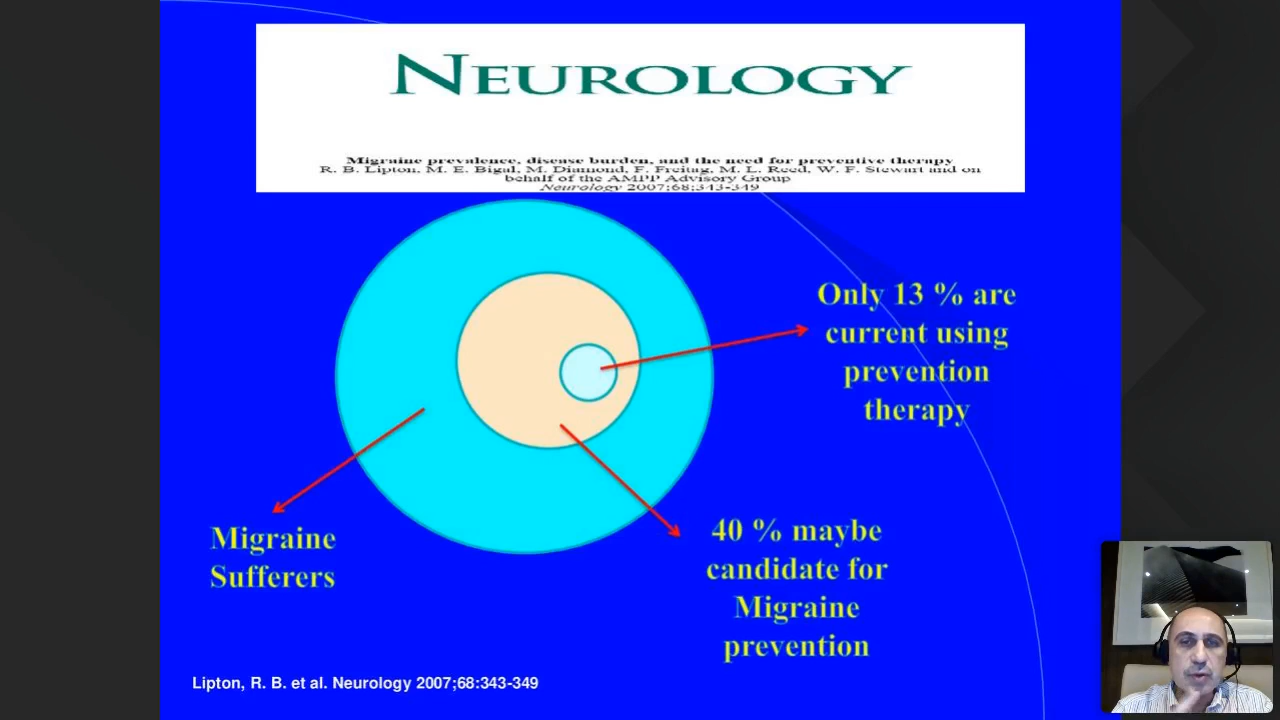 NEUROLOGY
Migraine prevalence, disease burden, and the need for preventive therapy
R. B. Lipton, M. E. Bigal, M. Diamond, F. Freitag, M. L. Reed, W. F. Stewart and on
behalf of the AMPP Advisory Group
Neurology 2007;68;343-349
Only 13 % are
current using
prevention
therapy
Migraine
Sufferers
40 % maybe
candidate for
Migraine
prevention
Lipton, R. B. et al. Neurology 2007;68:343-349